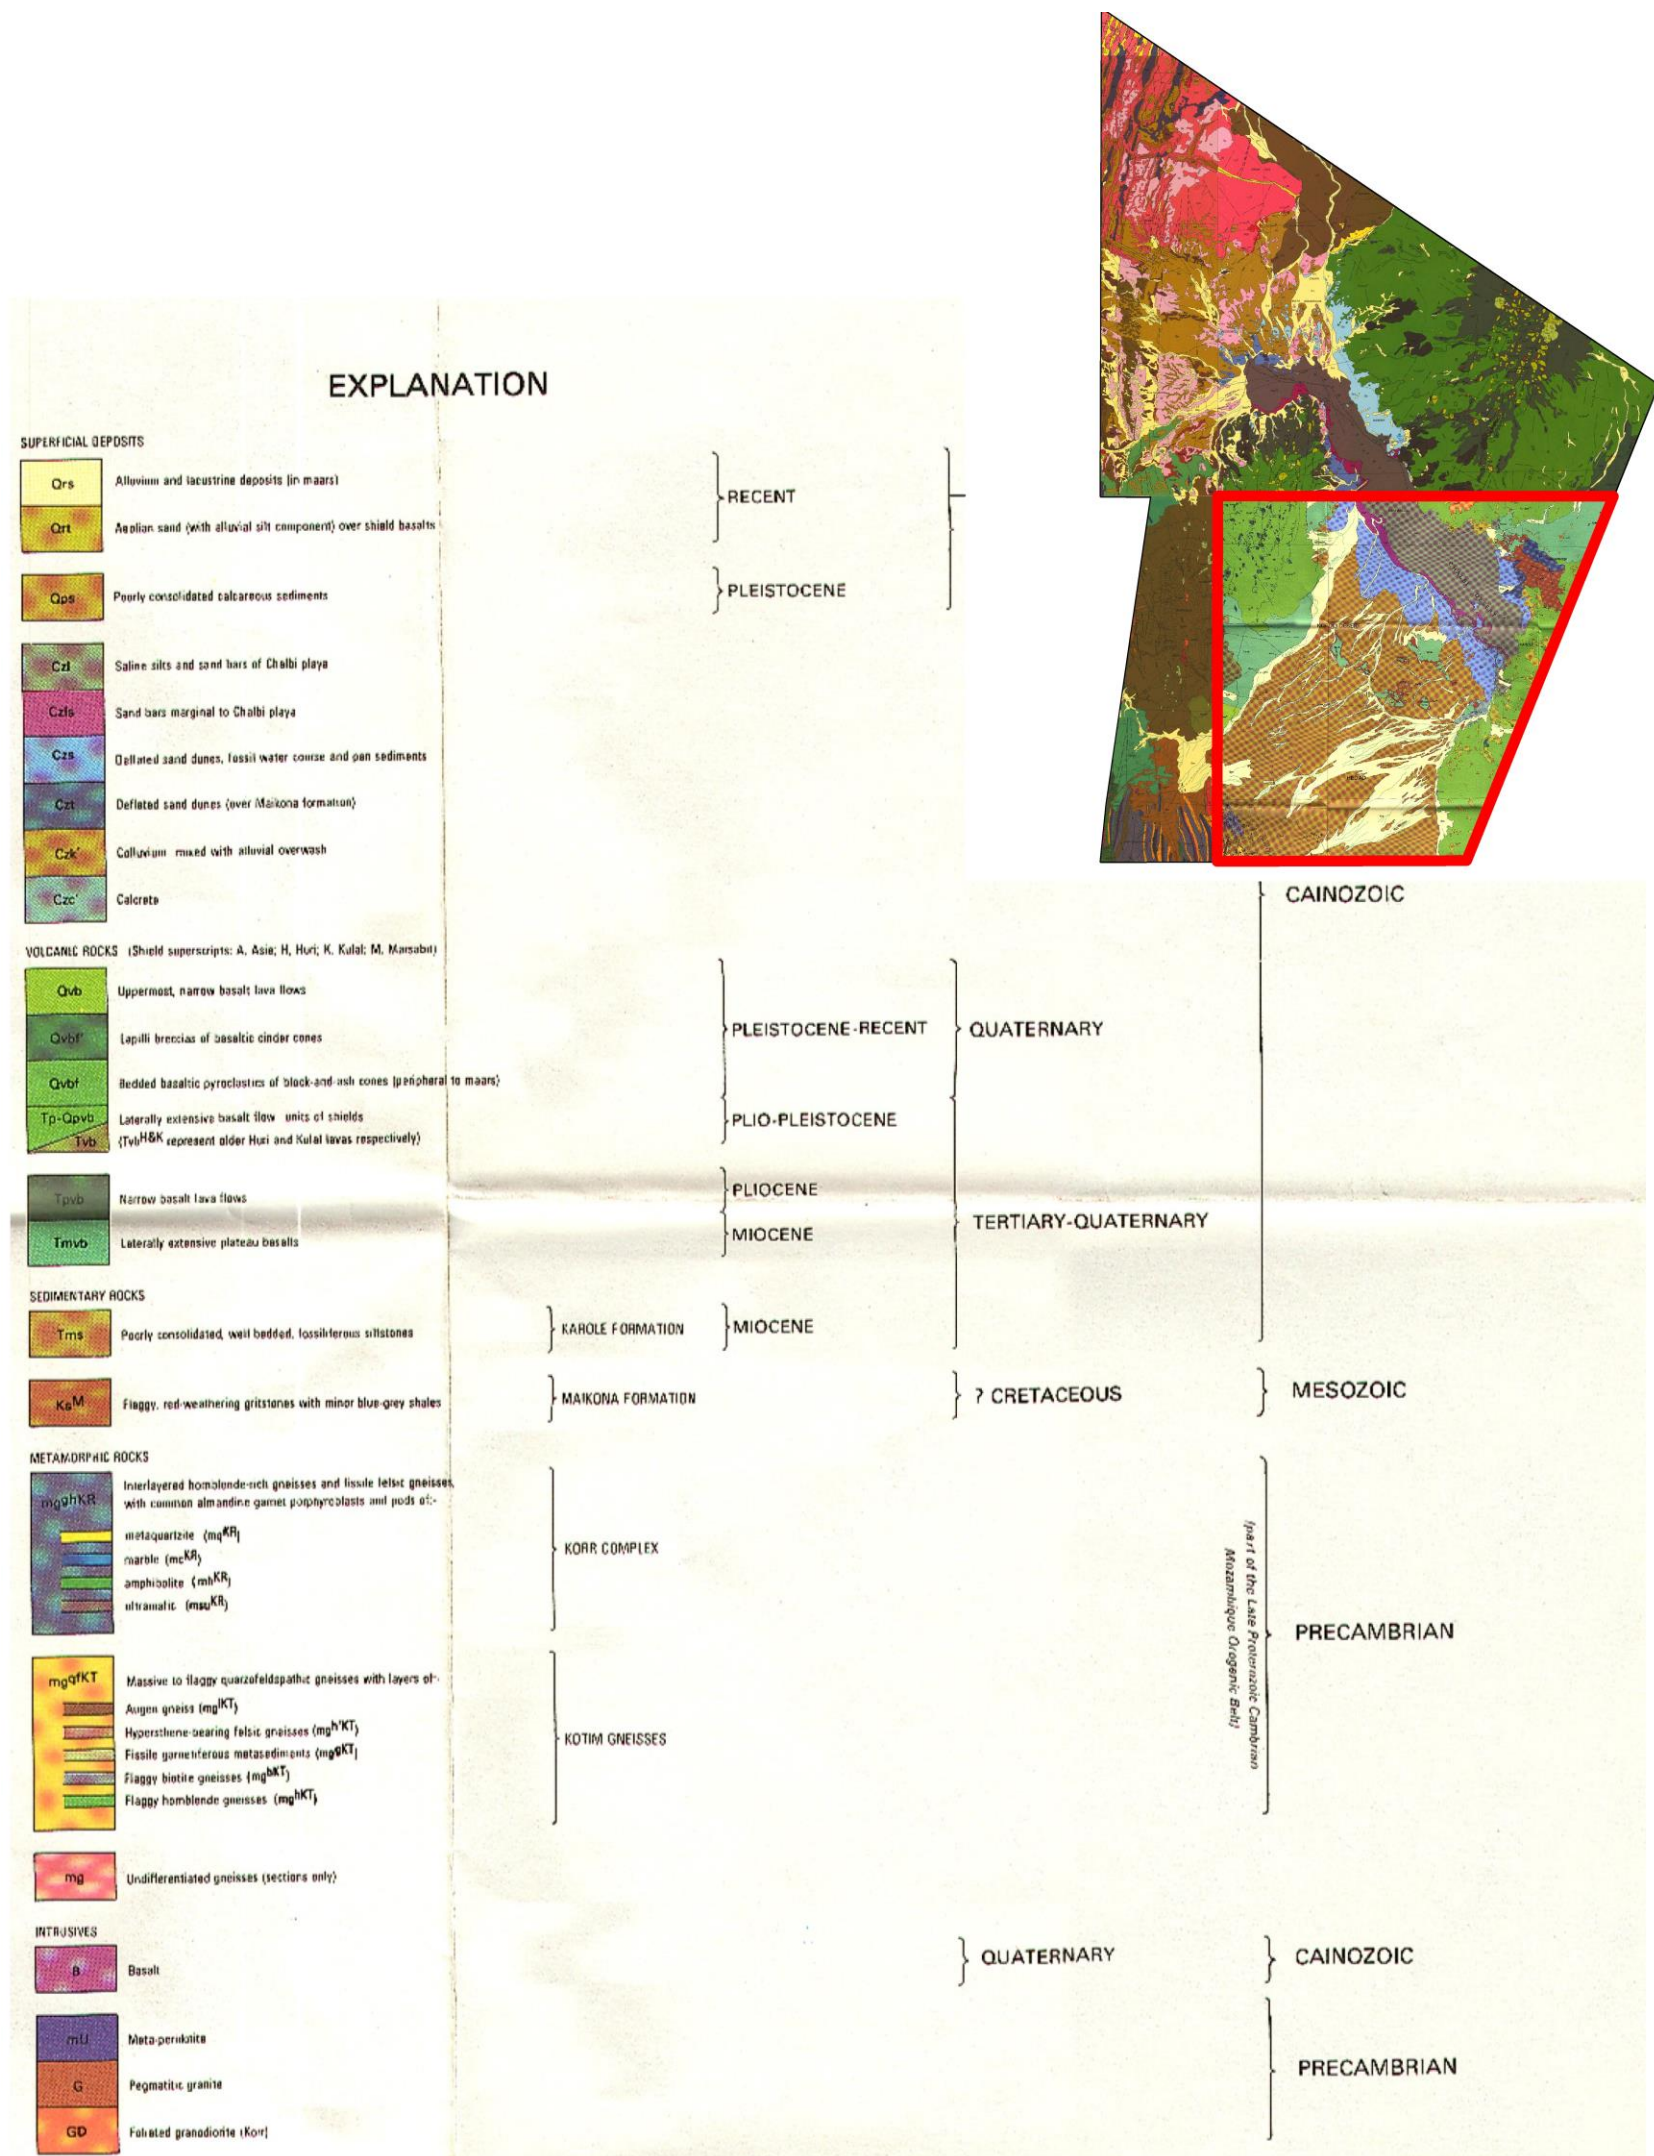 EXPLANATION
SUPERFICIAL DEPOSITS
Qrs Alluvium and lacustrine deposits (in maars)
Qrt Aeolian sand (with alluvial silt component) over shield basalts
RECENT
Qps Poorly consolidated calcareous sediments
PLEISTOCENE
Czl Saline silts and sand bars of Chalbi playa
Czls Sand bars marginal to Chalbi playa
Czs Deflated sand dunes, fossil water course and pan sediments
Czt Deflated sand dunes (over Maikona formation)
Czk' Colluvium mixed with alluvial overwash
Czc' Calcrete
CAINOZOIC
VOLCANIC ROCKS (Shield superscripts: A, Asie; H, Huri; K, Kulal; M, Marsabit)
Qvb Uppermost, narrow basalt lava flows
Qvbf' Lapilli breccias of basaltic cinder cones
PLEISTOCENE-RECENT
QUATERNARY
Qvbf Bedded basaltic pyroclastics of block-and-ash cones (peripheral to maars)
Tp-Qpvb Laterally extensive basalt flow units of shields
Tvb (TvbH&K represent older Huri and Kulal lavas respectively)
PLIO-PLEISTOCENE
Tpvb Narrow basalt lava flows
PLIOCENE
Tmvb Laterally extensive plateau basalts
MIOCENE
TERTIARY-QUATERNARY
SEDIMENTARY ROCKS
Tms Poorly consolidated, well bedded, fossiliferous siltstones
KAROLE FORMATION
MIOCENE
KsM Flaggy, red-weathering gritstones with minor blue-grey shales
MAIKONA FORMATION
? CRETACEOUS
MESOZOIC
METAMORPHIC ROCKS
mgghKR Interlayered hornblende-rich gneisses and fissile felsic gneisses,
with common almandine garnet porphyroblasts and pods of:-
metaquartzite (mqKR)
marble (mcKR)
amphibolite (mhKR)
ultramafic (msuKR)
KORR COMPLEX
(part of the Late Proterozoic Cambrian
Mozambique Orogenic Belt)
PRECAMBRIAN
mgqfKT Massive to flaggy quarzofeldspathic gneisses with layers of:-
Augen gneiss (mglKT)
Hypersthene-bearing felsic gneisses (mgh'KT)
Fissile garnetiferous metasediments (mggKT)
Flaggy biotite gneisses (mgbKT)
Flaggy hornblende gneisses (mghKT)
KOTIM GNEISSES
mg Undifferentiated gneisses (sections only)
INTRUSIVES
B Basalt
QUATERNARY
CAINOZOIC
mU Meta-peridotite
G Pegmatitic granite
GD Foliated granodiorite (Korr)
PRECAMBRIAN